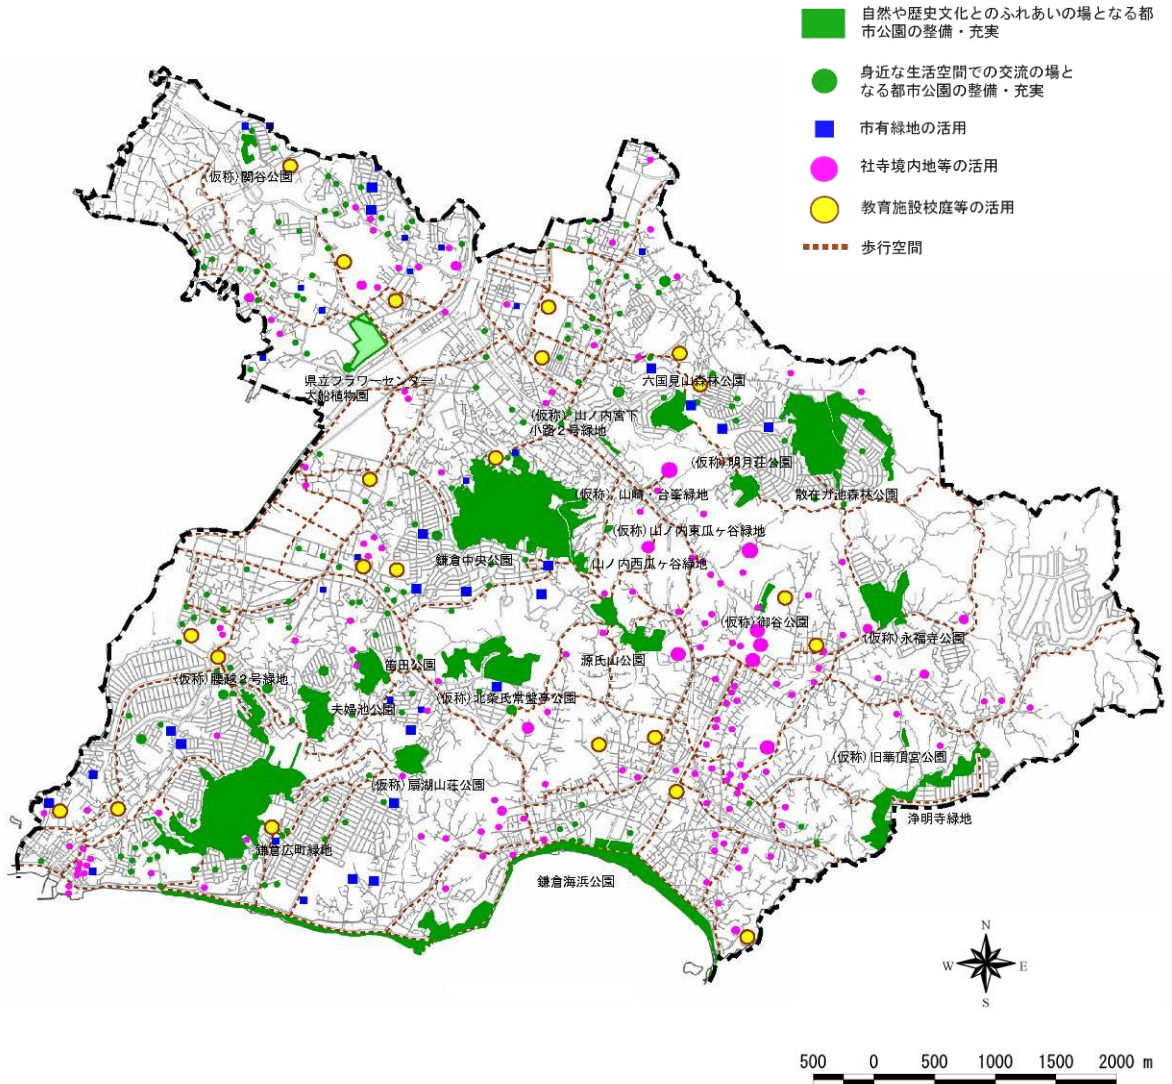 自然や歴史文化とのふれあいの場となる都
市公園の整備・充実
身近な生活空間での交流の場と
なる都市公園の整備・充実
市有緑地の活用
社寺境内地等の活用
教育施設校庭等の活用
歩行空間
(仮称)関谷公園
県立フラワーセンター
大船植物園
六国見山森林公園
(仮称) 山ノ内宮下
小路2号緑地
(仮称)明月荘公園
(仮称) 山崎・台峯緑地
散在ガ池森林公園
(仮称)山ノ内東瓜ヶ谷緑地
鎌倉中央公園
山ノ内西瓜ヶ谷緑地
(仮称)御谷公園
(仮称)永福寺公園
源氏山公園
笛田公園
(仮称)腰越2号緑地
(仮称)北条氏常盤亭公園
夫婦池公園
(仮称)旧華頂宮公園
(仮称)扇湖山荘公園
浄明寺緑地
鎌倉広町緑地
鎌倉海浜公園
N
W E
S
500 0 500 1000 1500 2000 m